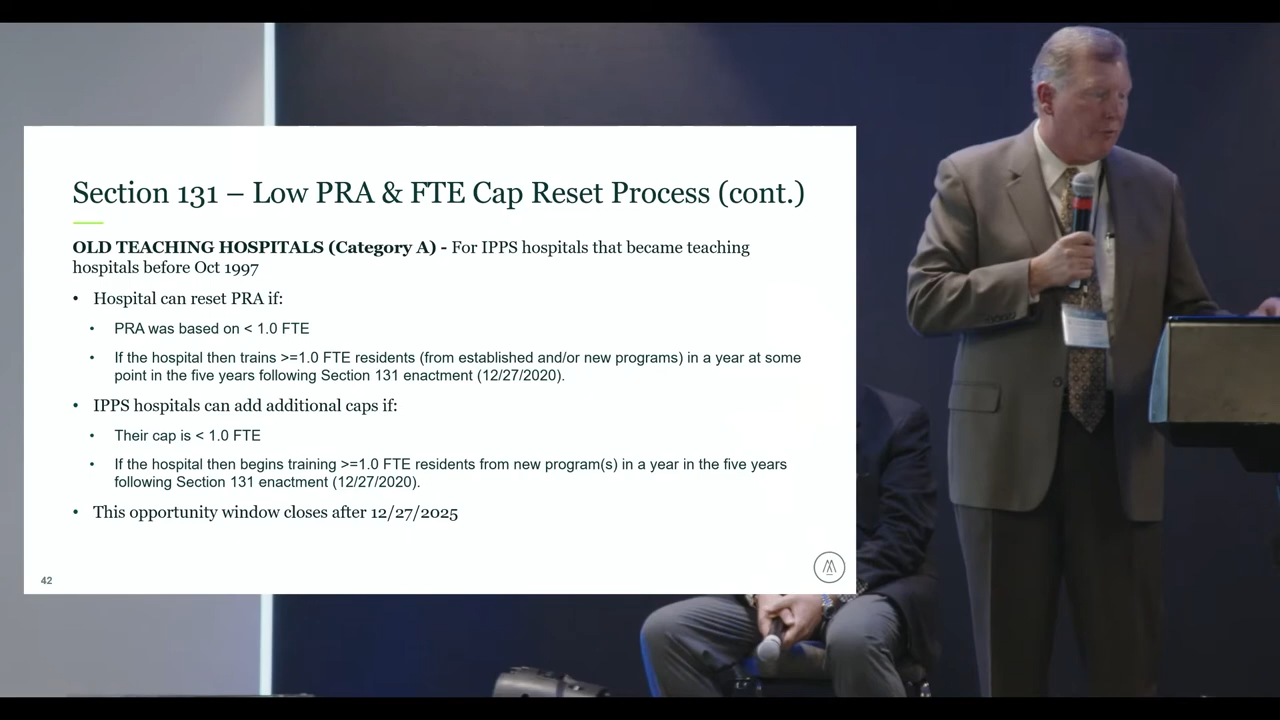 Section 131 – Low PRA & FTE Cap Reset Process (cont.)
OLD TEACHING HOSPITALS (Category A) - For IPPS hospitals that became teaching
hospitals before Oct 1997
• Hospital can reset PRA if:
• PRA was based on < 1.0 FTE
• If the hospital then trains >=1.0 FTE residents (from established and/or new programs) in a year at some
point in the five years following Section 131 enactment (12/27/2020).
• IPPS hospitals can add additional caps if:
• Their cap is < 1.0 FTE
• If the hospital then begins training >=1.0 FTE residents from new program(s) in a year in the five years
following Section 131 enactment (12/27/2020).
• This opportunity window closes after 12/27/2025
42